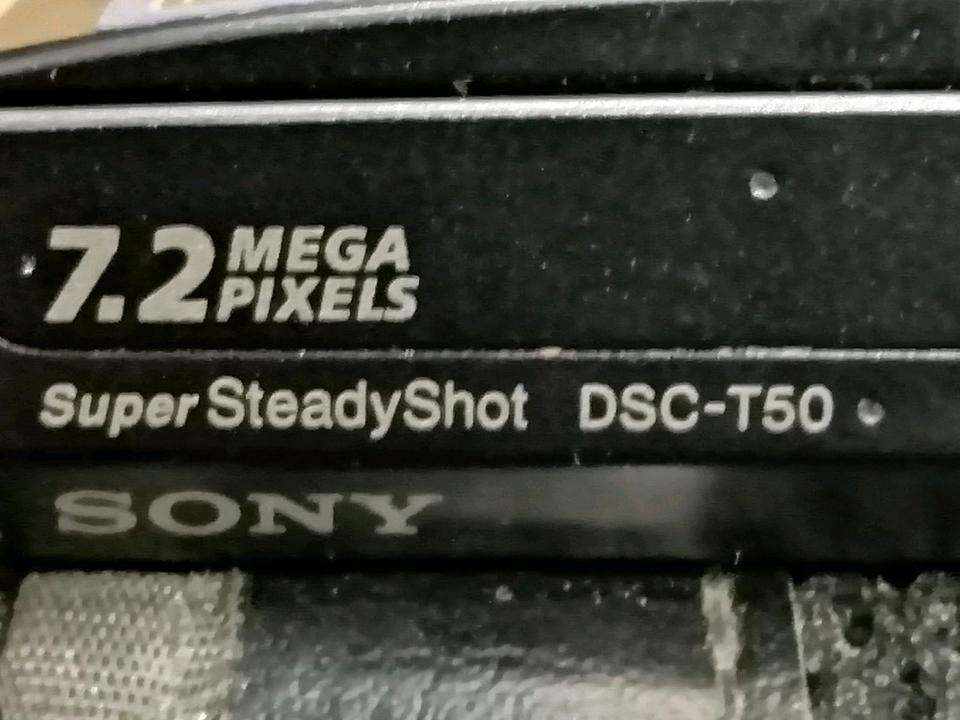 7.2 MEGA
PIXELS
Super SteadyShot DSC-T50
SONY